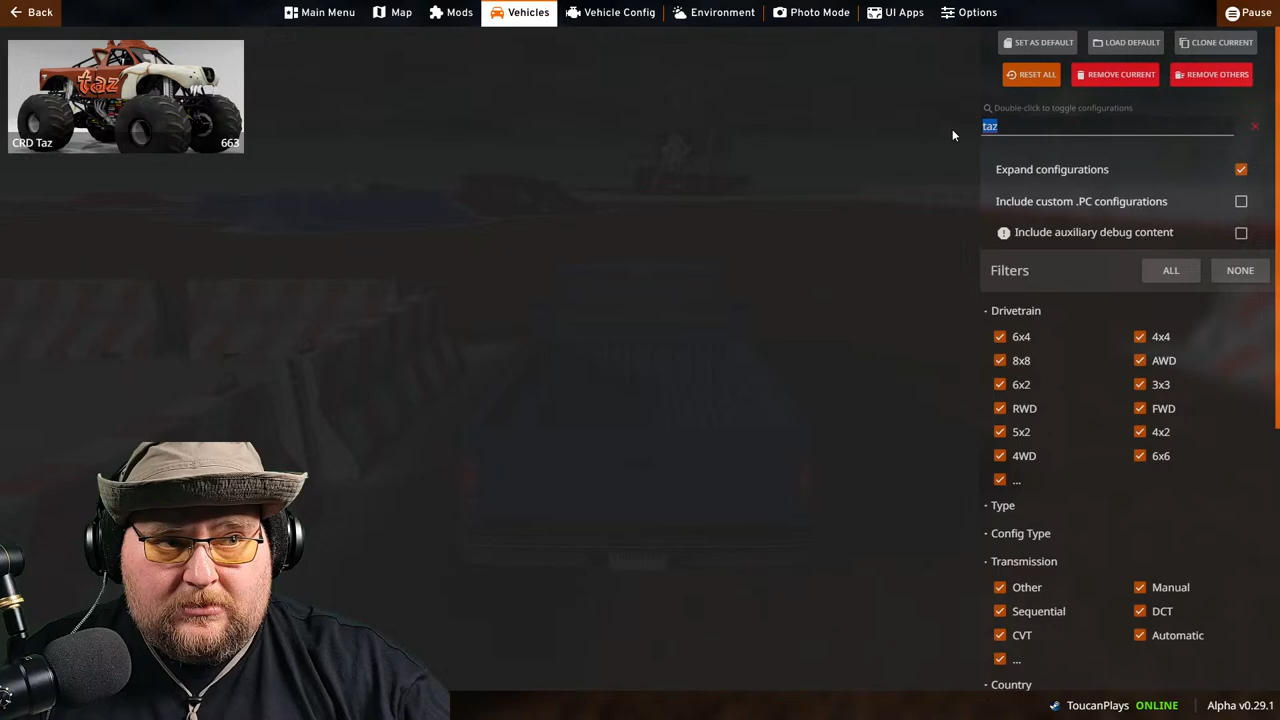 Back
Main Menu
Map
Mods
Vehicles
Vehicle Config
Environment
Photo Mode
UI Apps
Options
Pause
SET AS DEFAULT
LOAD DEFAULT
CLONE CURRENT
RESET ALL
REMOVE CURRENT
REMOVE OTHERS
Double-click to toggle configurations
taz
taz
CRD Taz
663
Expand configurations
Include custom .PC configurations
Include auxiliary debug content
Filters
ALL
NONE
- Drivetrain
6x4
4x4
8x8
AWD
6x2
3x3
RWD
FWD
5x2
4x2
4WD
6x6
...
- Type
- Config Type
- Transmission
Other
Manual
Sequential
DCT
CVT
Automatic
...
- Country
ToucanPlays ONLINE
Alpha v0.29.1